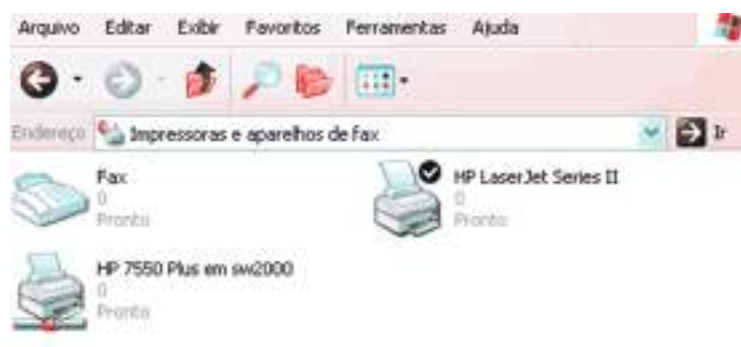 Arquivo Editar Exibir Favoritos Ferramentas Ajuda
Endereço Impressoras e aparelhos de fax Ir
Fax
0
Pronto
HP LaserJet Series II
0
Pronto
HP 7550 Plus em sw2000
0
Pronto